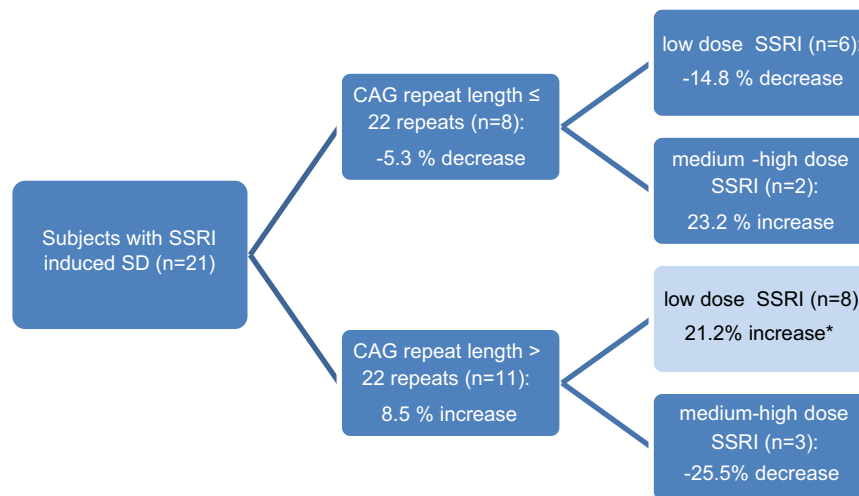 Subjects with SSRI
induced SD (n=21)
CAG repeat length ≤
22 repeats (n=8):
-5.3 % decrease
low dose SSRI (n=6):
-14.8 % decrease
medium -high dose
SSRI (n=2):
23.2 % increase
CAG repeat length >
22 repeats (n=11):
8.5 % increase
low dose SSRI (n=8)
21.2% increase*
medium-high dose
SSRI (n=3):
-25.5% decrease